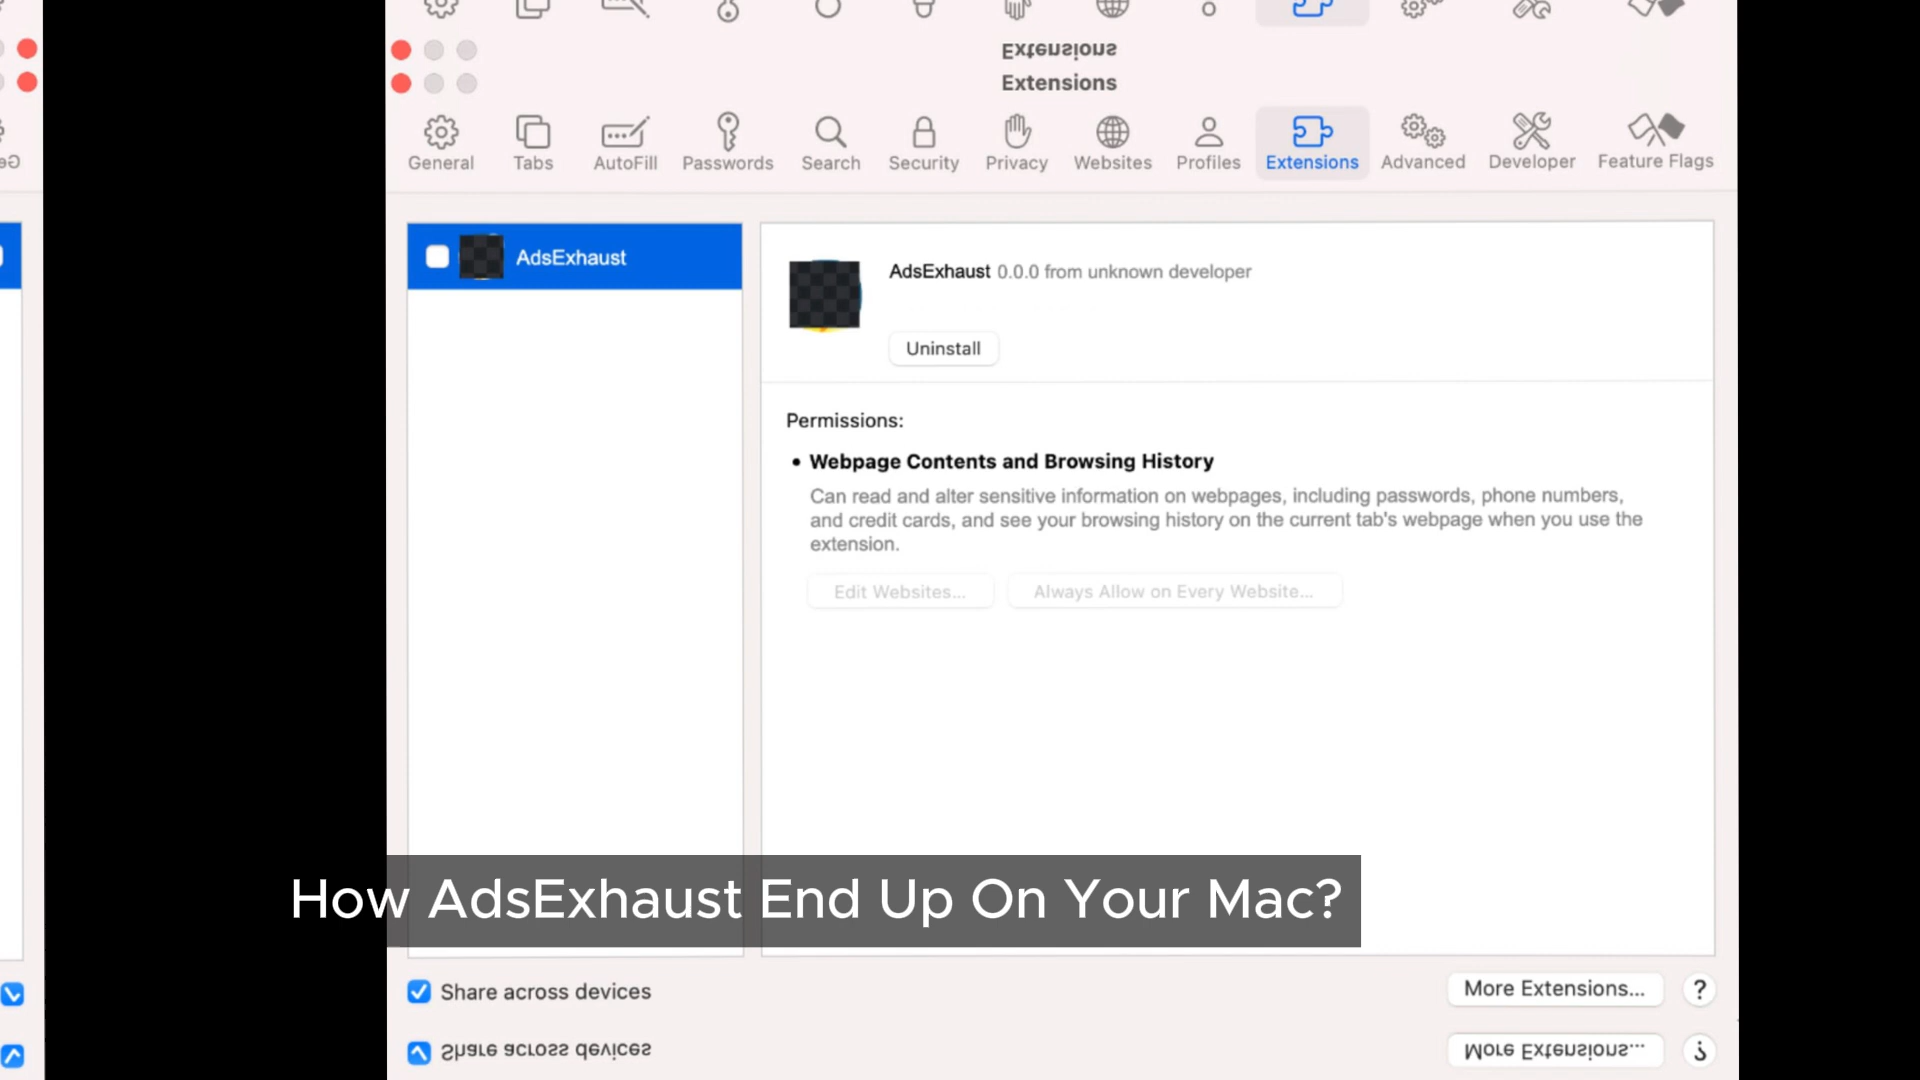 Extensions
Extensions
General Tabs AutoFill Passwords Search Security Privacy Websites Profiles Extensions Advanced Developer Feature Flags
AdsExhaust
AdsExhaust 0.0.0 from unknown developer
Uninstall
Permissions:
• Webpage Contents and Browsing History
Can read and alter sensitive information on webpages, including passwords, phone numbers,
and credit cards, and see your browsing history on the current tab's webpage when you use the
extension.
Edit Websites... Always Allow on Every Website...
How AdsExhaust End Up On Your Mac?
Share across devices More Extensions... ?
Share across devices More Extensions... ?